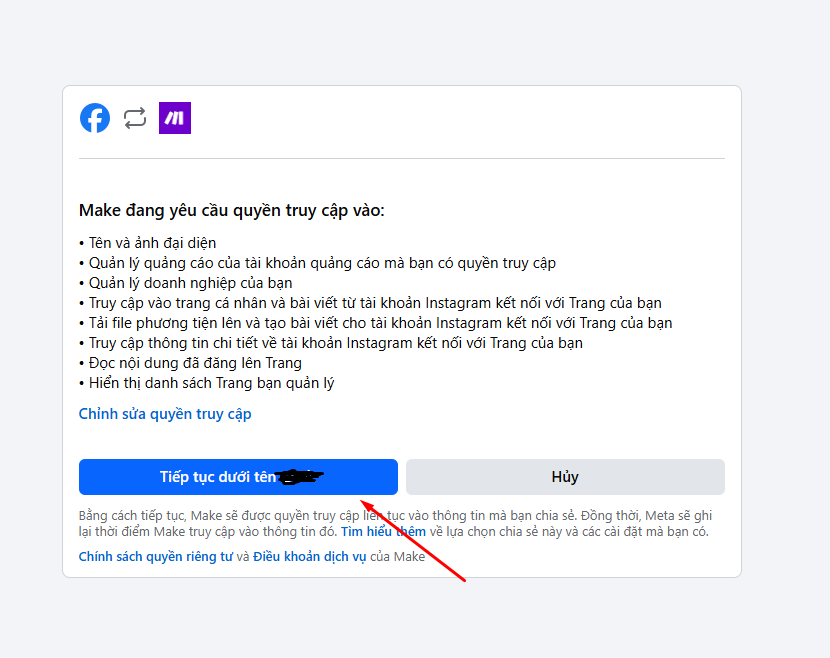 Make đang yêu cầu quyền truy cập vào:
• Tên và ảnh đại diện
• Quản lý quảng cáo của tài khoản quảng cáo mà bạn có quyền truy cập
• Quản lý doanh nghiệp của bạn
• Truy cập vào trang cá nhân và bài viết từ tài khoản Instagram kết nối với Trang của bạn
• Tải file phương tiện lên và tạo bài viết cho tài khoản Instagram kết nối với Trang của bạn
• Truy cập thông tin chi tiết về tài khoản Instagram kết nối với Trang của bạn
• Đọc nội dung đã đăng lên Trang
• Hiển thị danh sách Trang bạn quản lý
Chỉnh sửa quyền truy cập
Tiếp tục dưới tên
Hủy
Bằng cách tiếp tục, Make sẽ được quyền truy cập liên tục vào thông tin mà bạn chia sẻ. Đồng thời, Meta sẽ ghi
lại thời điểm Make truy cập vào thông tin đó. Tìm hiểu thêm về lựa chọn chia sẻ này và các cài đặt mà bạn có.
Chính sách quyền riêng tư và Điều khoản dịch vụ của Make